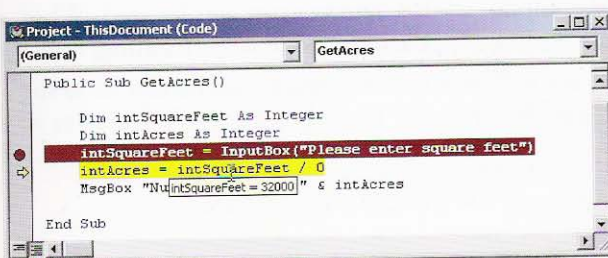 Project - ThisDocument (Code)
(General) GetAcres
Public Sub GetAcres()
Dim intSquareFeet As Integer
Dim intAcres As Integer
intSquareFeet = InputBox("Please enter square feet")
intAcres = intSquareFeet / 0
MsgBox "Nu intSquareFeet = 32000 " & intAcres
End Sub